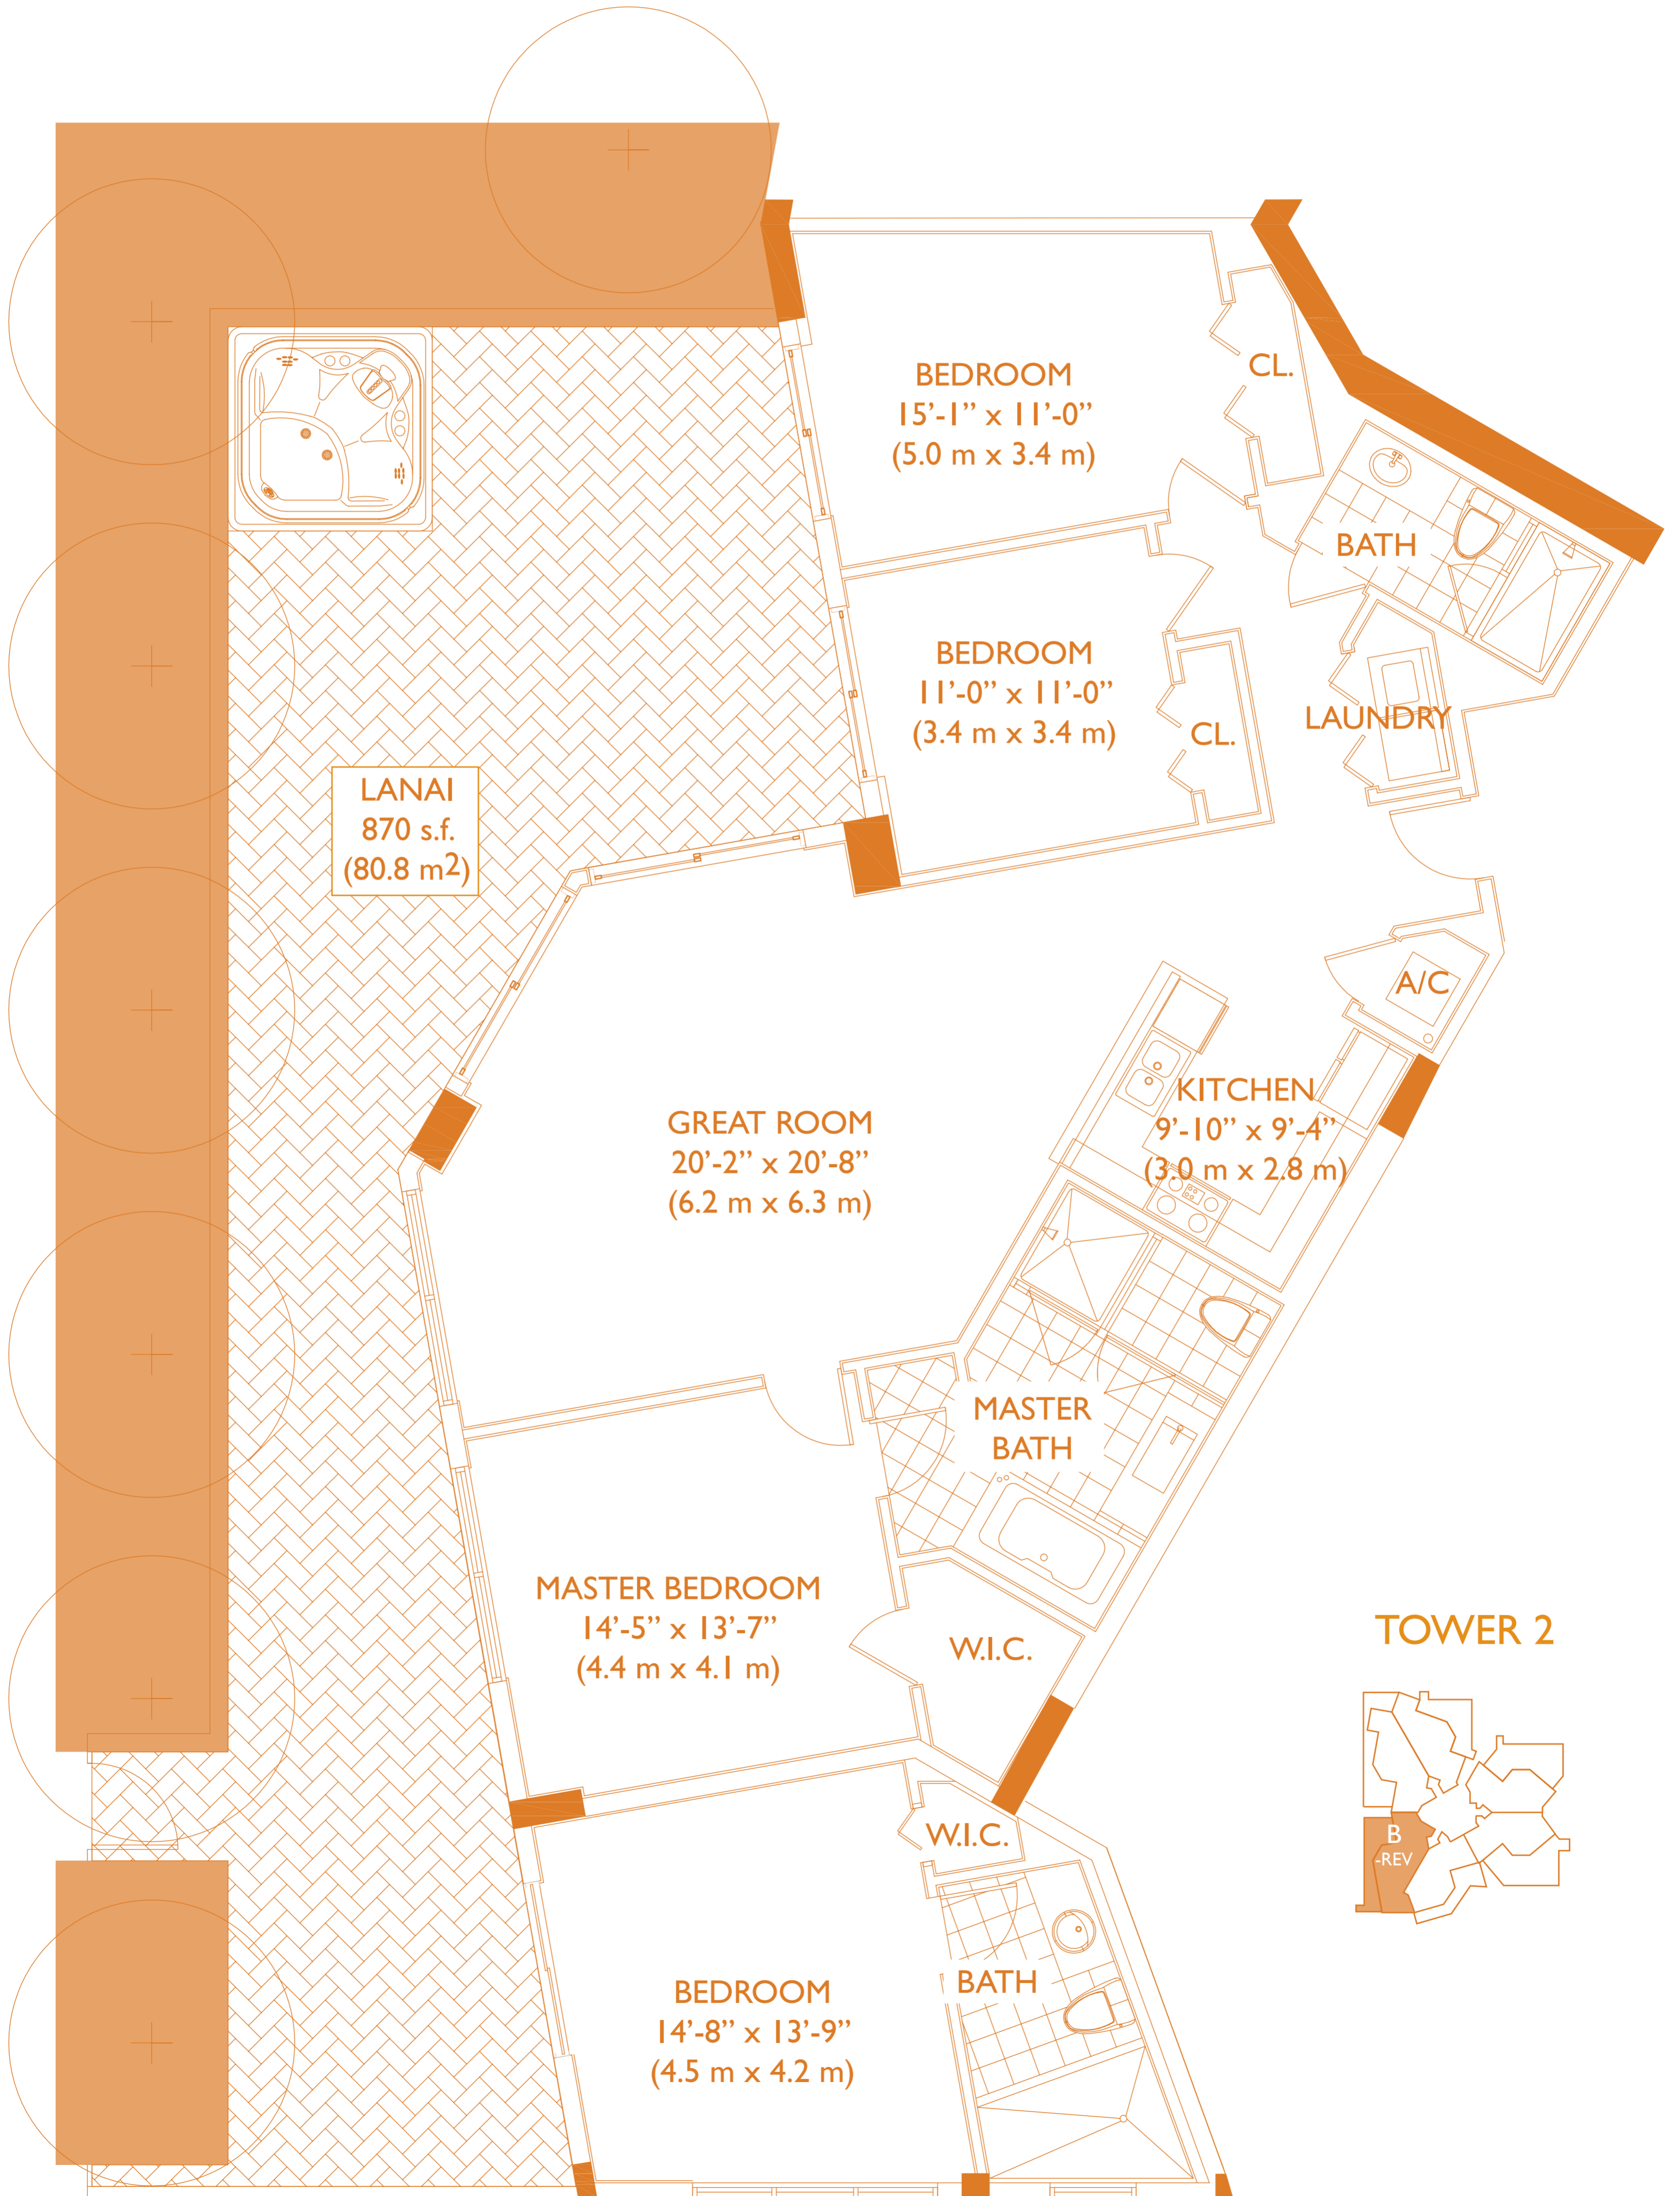 BEDROOM
15’-1” x 11’-0”
(5.0 m x 3.4 m)
CL.
BATH
BEDROOM
11’-0” x 11’-0”
(3.4 m x 3.4 m)
CL.
LAUNDRY
LANAI
870 s.f.
(80.8 m2)
A/C
KITCHEN
9’-10” x 9’-4”
(3.0 m x 2.8 m)
GREAT ROOM
20’-2” x 20’-8”
(6.2 m x 6.3 m)
MASTER
BATH
MASTER BEDROOM
14’-5” x 13’-7”
(4.4 m x 4.1 m)
W.I.C.
TOWER 2
B
-REV
W.I.C.
BATH
BEDROOM
14’-8” x 13’-9”
(4.5 m x 4.2 m)